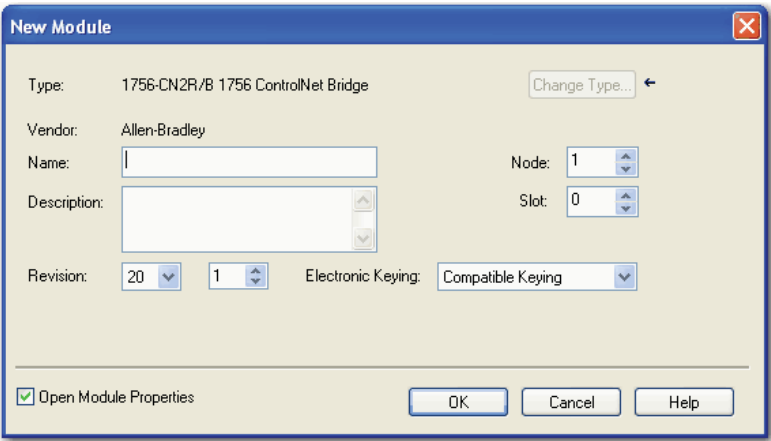 New Module
Type: 1756-CN2R/B 1756 ControlNet Bridge Change Type...
Vendor: Allen-Bradley
Name: Node: 1
Description: Slot: 0
Revision: 20 1 Electronic Keying: Compatible Keying
Open Module Properties OK Cancel Help